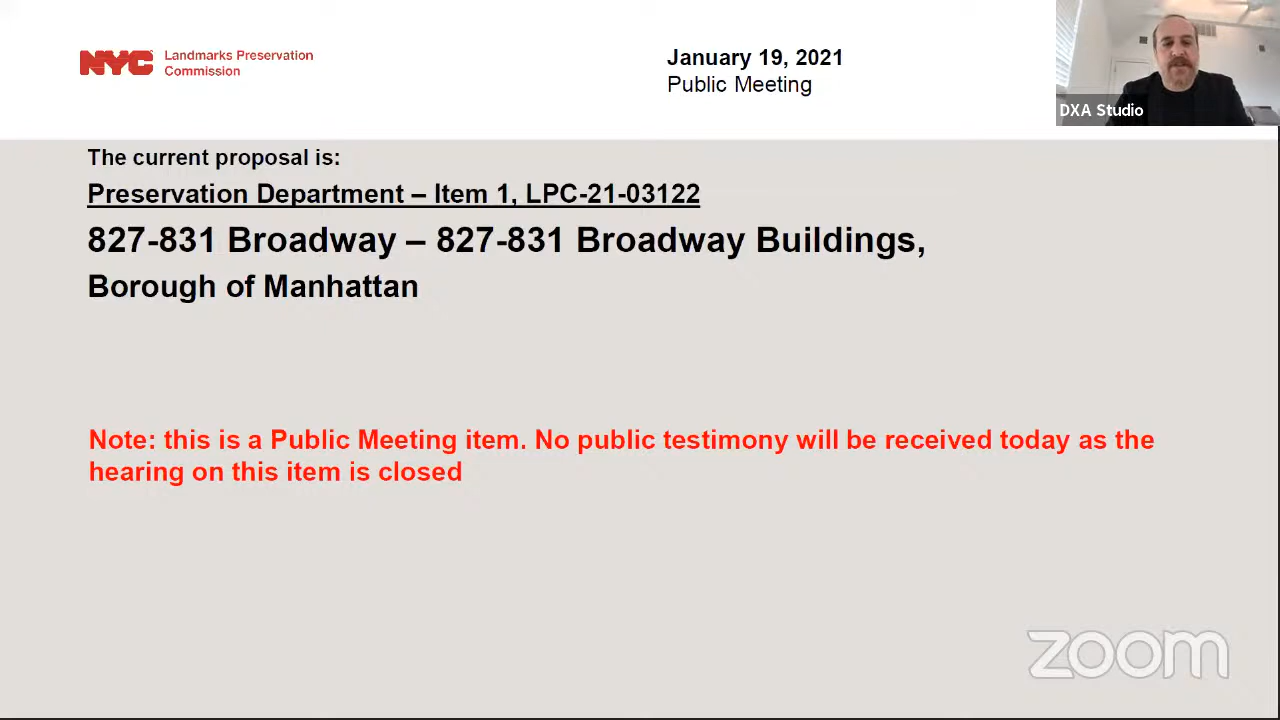 NYC
Landmarks Preservation
Commission
January 19, 2021
Public Meeting
DXA Studio
The current proposal is:
Preservation Department – Item 1, LPC-21-03122
827-831 Broadway – 827-831 Broadway Buildings,
Borough of Manhattan
Note: this is a Public Meeting item. No public testimony will be received today as the
hearing on this item is closed
zoom